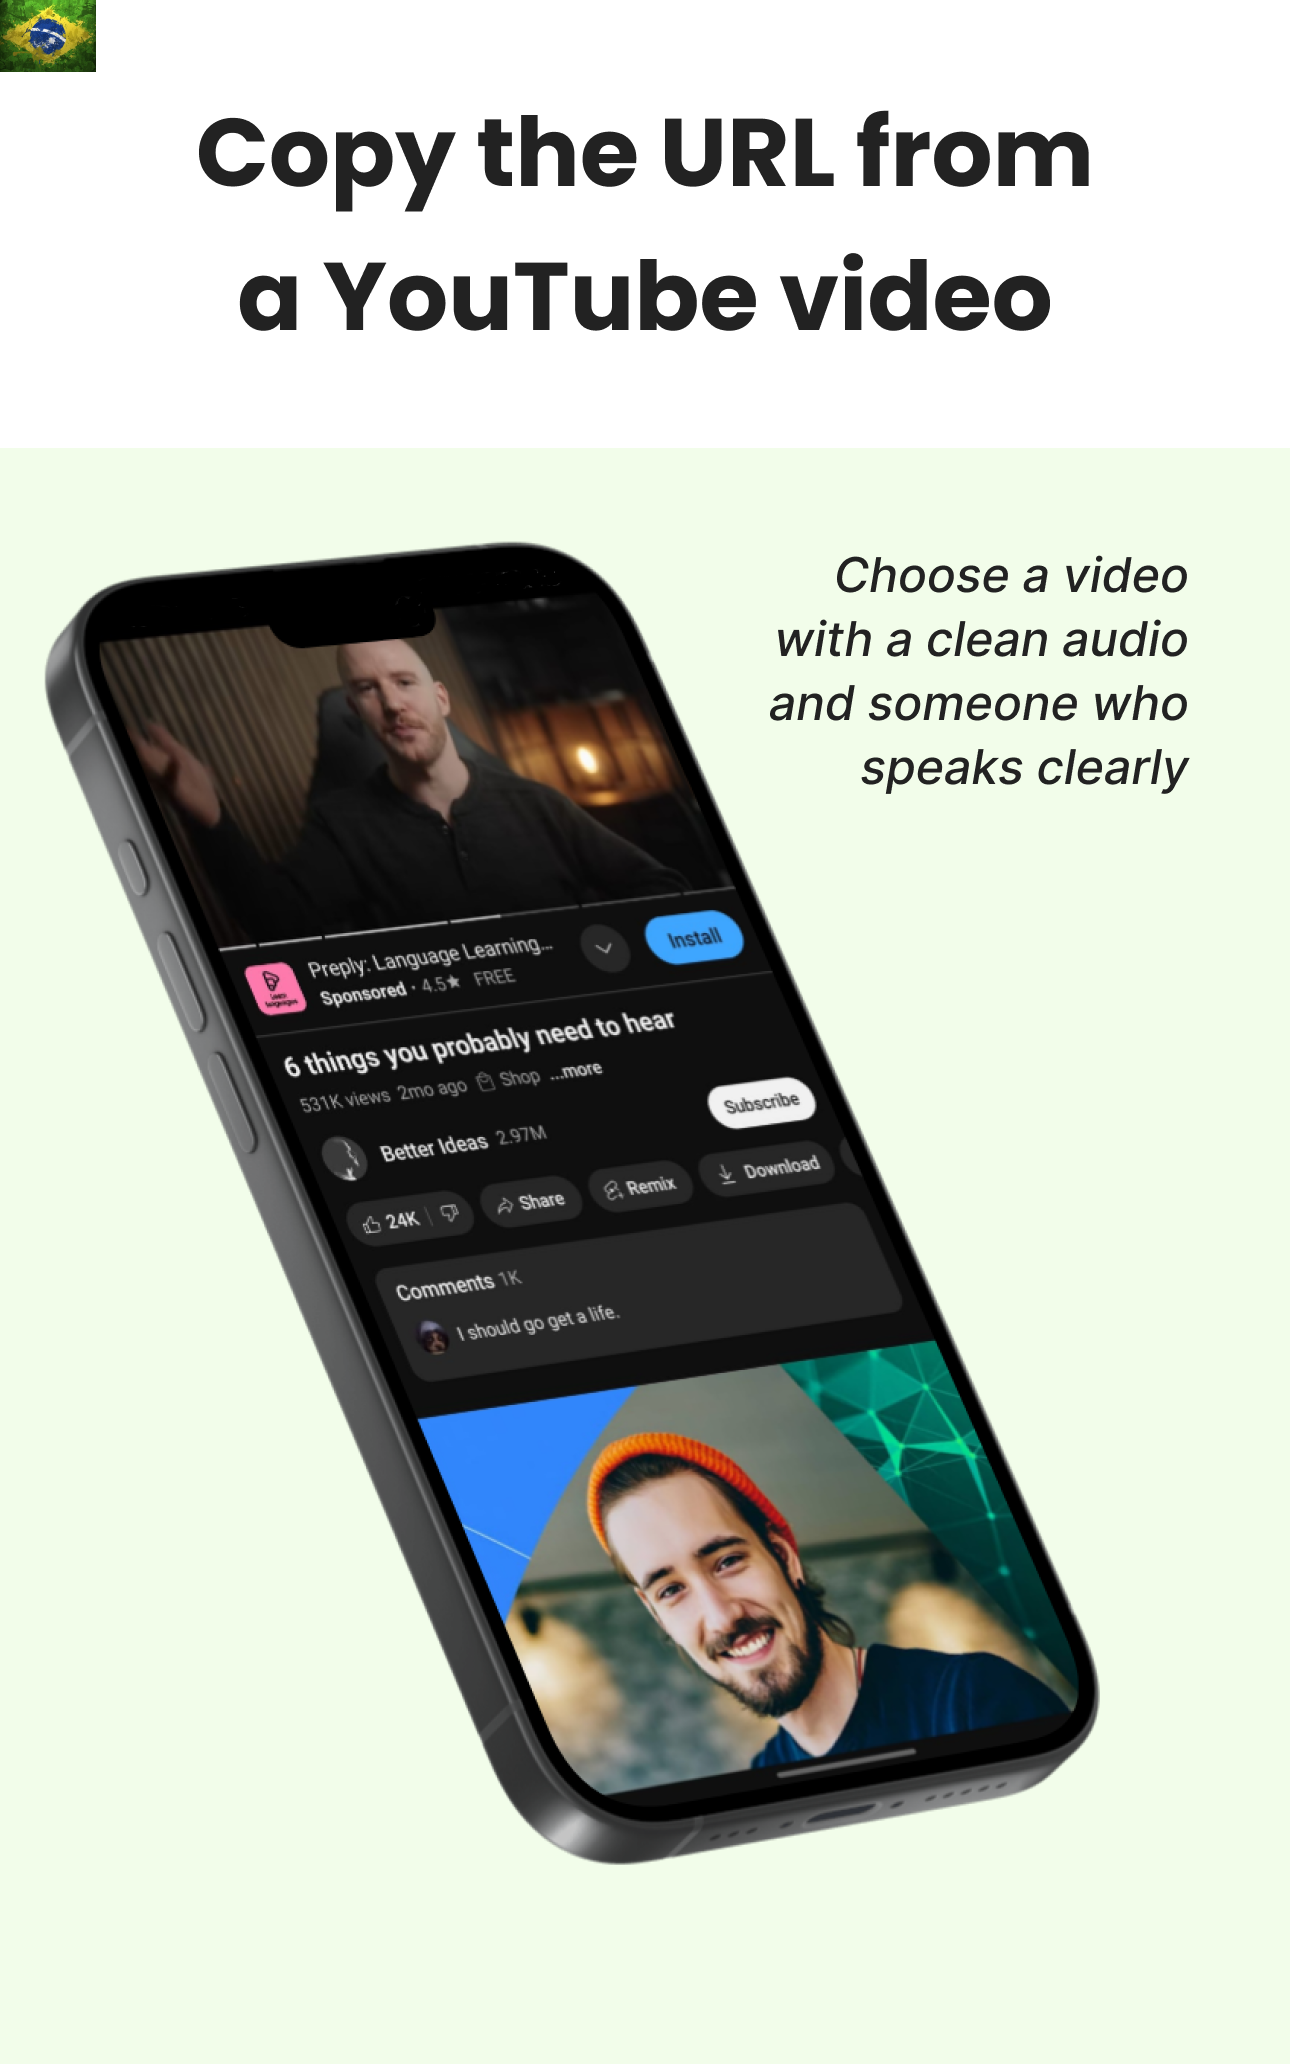 Copy the URL from
a YouTube video
Choose a video
with a clean audio
and someone who
speaks clearly
Preply: Language Learning...
Sponsored · 4.5★ FREE
Install
6 things you probably need to hear
531K views 2mo ago Shop ...more
Better Ideas 2.97M
Subscribe
24K
Share
Remix
Download
Comments 1K
I should go get a life.